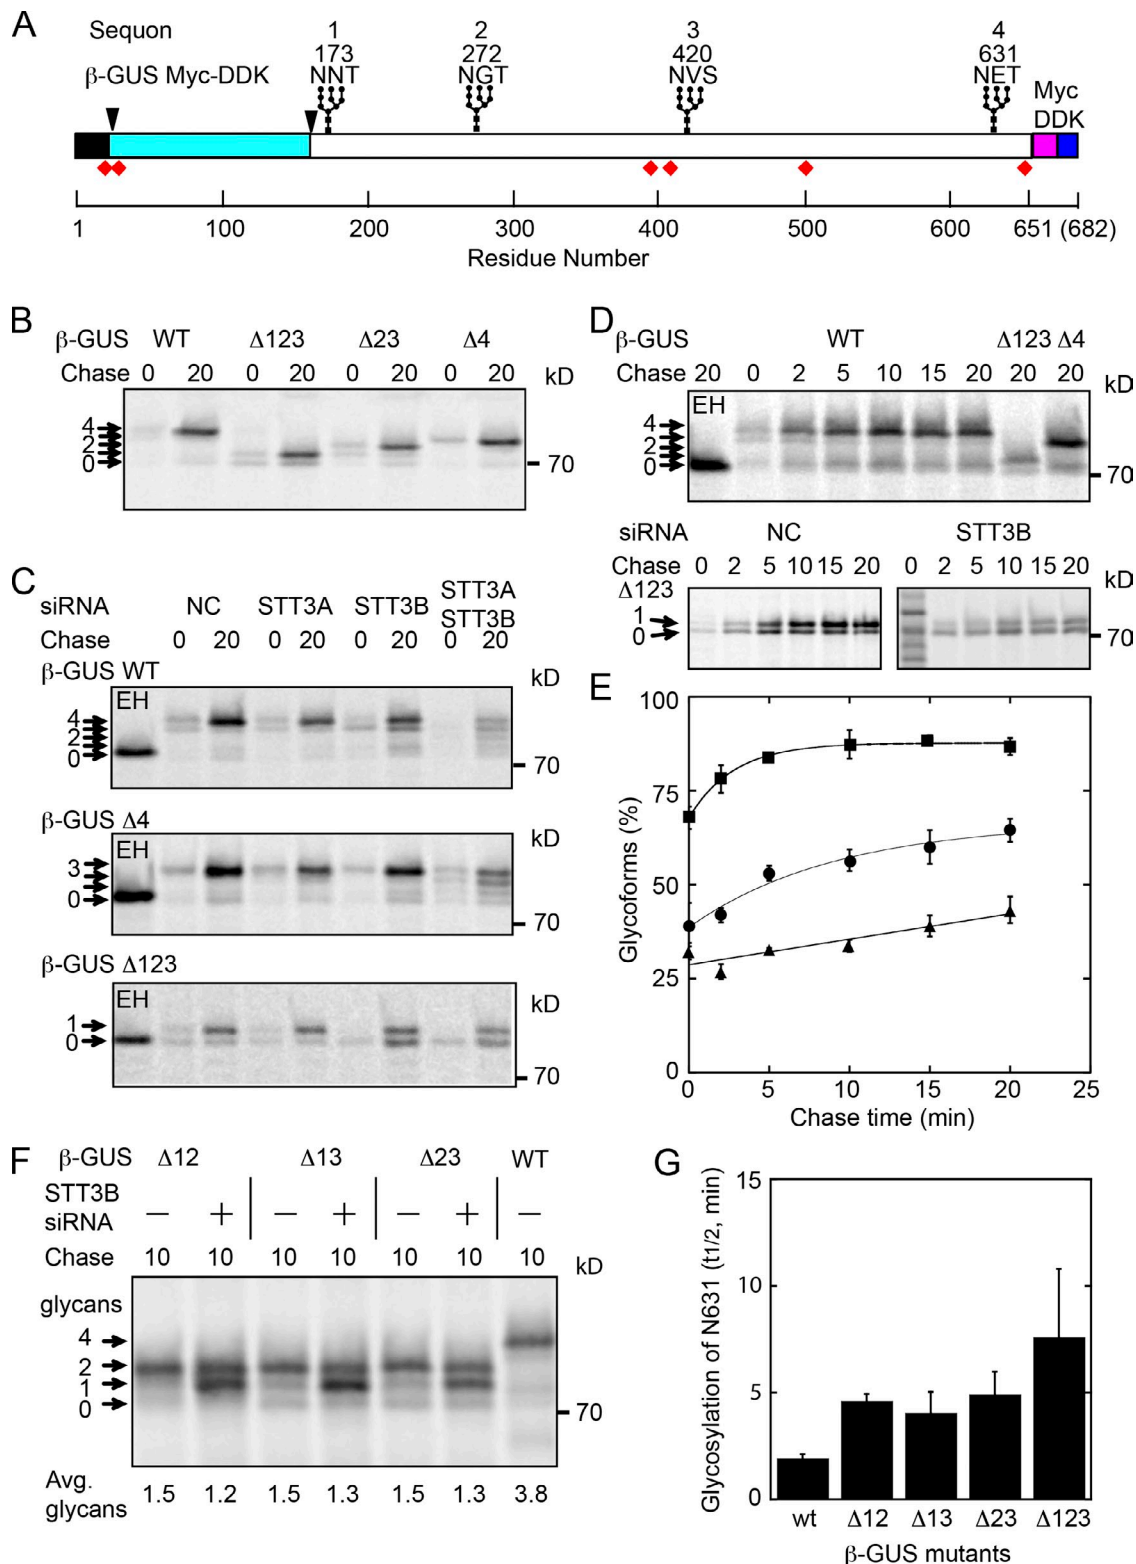 A
Sequon 1 2 3 4
173 272 420 631
β-GUS Myc-DDK NNT NGT NVS NET Myc
DDK
1 100 200 300 400 500 600 651 (682)
Residue Number
B
β-GUS WT Δ123 Δ23 Δ4
Chase 0 20 0 20 0 20 0 20 kD
4
2
0
70
C
siRNA NC STT3A STT3B STT3A
STT3B
Chase 0 20 0 20 0 20 0 20
β-GUS WT kD
EH
4
2
0
70
β-GUS Δ4 kD
EH
3
0
70
β-GUS Δ123 kD
EH
1
0
70
D
β-GUS WT Δ123 Δ4
Chase 20 0 2 5 10 15 20 20 20 kD
EH
4
2
0
70
siRNA NC STT3B
Chase 0 2 5 10 15 20 0 2 5 10 15 20 kD
Δ123
1
0
70
E
100
75
50
25
0
Glycoforms (%)
0 5 10 15 20 25
Chase time (min)
F
β-GUS Δ12 Δ13 Δ23 WT
STT3B
siRNA — + — + — + —
Chase 10 10 10 10 10 10 10 kD
glycans
4
2
1
0
70
Avg.
glycans 1.5 1.2 1.5 1.3 1.5 1.3 3.8
G
15
10
5
0
Glycosylation of N631 (t1/2, min)
wt Δ12 Δ13 Δ23 Δ123
β-GUS mutants